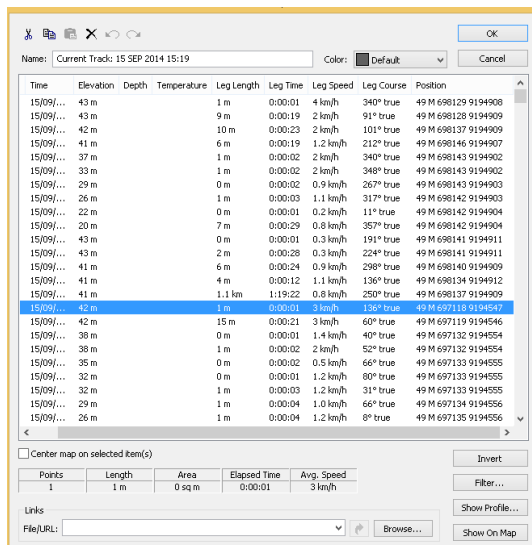 OK
Name: Current Track: 15 SEP 2014 15:19 Color: Default Cancel
Time Elevation Depth Temperature Leg Length Leg Time Leg Speed Leg Course Position
15/09/... 43 m 1 m 0:00:01 4 km/h 340° true 49 M 698129 9194908
15/09/... 43 m 9 m 0:00:19 2 km/h 91° true 49 M 698129 9194909
15/09/... 42 m 10 m 0:00:23 2 km/h 101° true 49 M 698137 9194909
15/09/... 41 m 6 m 0:00:19 1.2 km/h 212° true 49 M 698146 9194907
15/09/... 37 m 1 m 0:00:02 2 km/h 340° true 49 M 698143 9194902
15/09/... 33 m 1 m 0:00:02 2 km/h 348° true 49 M 698143 9194902
15/09/... 29 m 0 m 0:00:02 0.9 km/h 267° true 49 M 698143 9194903
15/09/... 26 m 1 m 0:00:03 1.1 km/h 317° true 49 M 698142 9194903
15/09/... 22 m 0 m 0:00:01 0.2 km/h 11° true 49 M 698142 9194904
15/09/... 20 m 7 m 0:00:29 0.8 km/h 357° true 49 M 698142 9194904
15/09/... 43 m 0 m 0:00:01 0.3 km/h 191° true 49 M 698141 9194911
15/09/... 43 m 2 m 0:00:28 0.3 km/h 224° true 49 M 698141 9194911
15/09/... 41 m 6 m 0:00:24 0.9 km/h 298° true 49 M 698140 9194909
15/09/... 41 m 4 m 0:00:12 1.1 km/h 136° true 49 M 698134 9194912
15/09/... 41 m 1.1 km 1:19:22 0.8 km/h 250° true 49 M 698137 9194909
15/09/... 42 m 1 m 0:00:01 3 km/h 136° true 49 M 697118 9194547
15/09/... 42 m 15 m 0:00:21 3 km/h 60° true 49 M 697119 9194546
15/09/... 38 m 0 m 0:00:01 1.4 km/h 40° true 49 M 697132 9194554
15/09/... 38 m 1 m 0:00:02 2 km/h 52° true 49 M 697132 9194554
15/09/... 35 m 0 m 0:00:02 0.5 km/h 66° true 49 M 697133 9194555
15/09/... 32 m 0 m 0:00:01 1.2 km/h 80° true 49 M 697133 9194555
15/09/... 32 m 1 m 0:00:03 1.2 km/h 31° true 49 M 697133 9194555
15/09/... 29 m 1 m 0:00:04 1.0 km/h 66° true 49 M 697134 9194556
15/09/... 26 m 1 m 0:00:04 1.2 km/h 8° true 49 M 697135 9194556
Center map on selected item(s) Invert
Points Length Area Elapsed Time Avg. Speed
1 1 m 0 sq m 0:00:01 3 km/h
Filter...
Links Show Profile...
File/URL: Browse... Show On Map